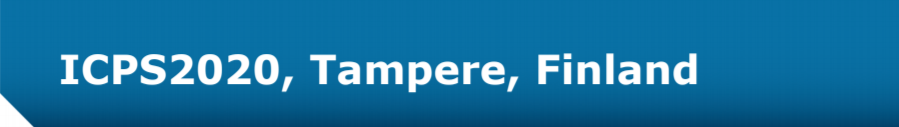 ICPS2020, Tampere, Finland